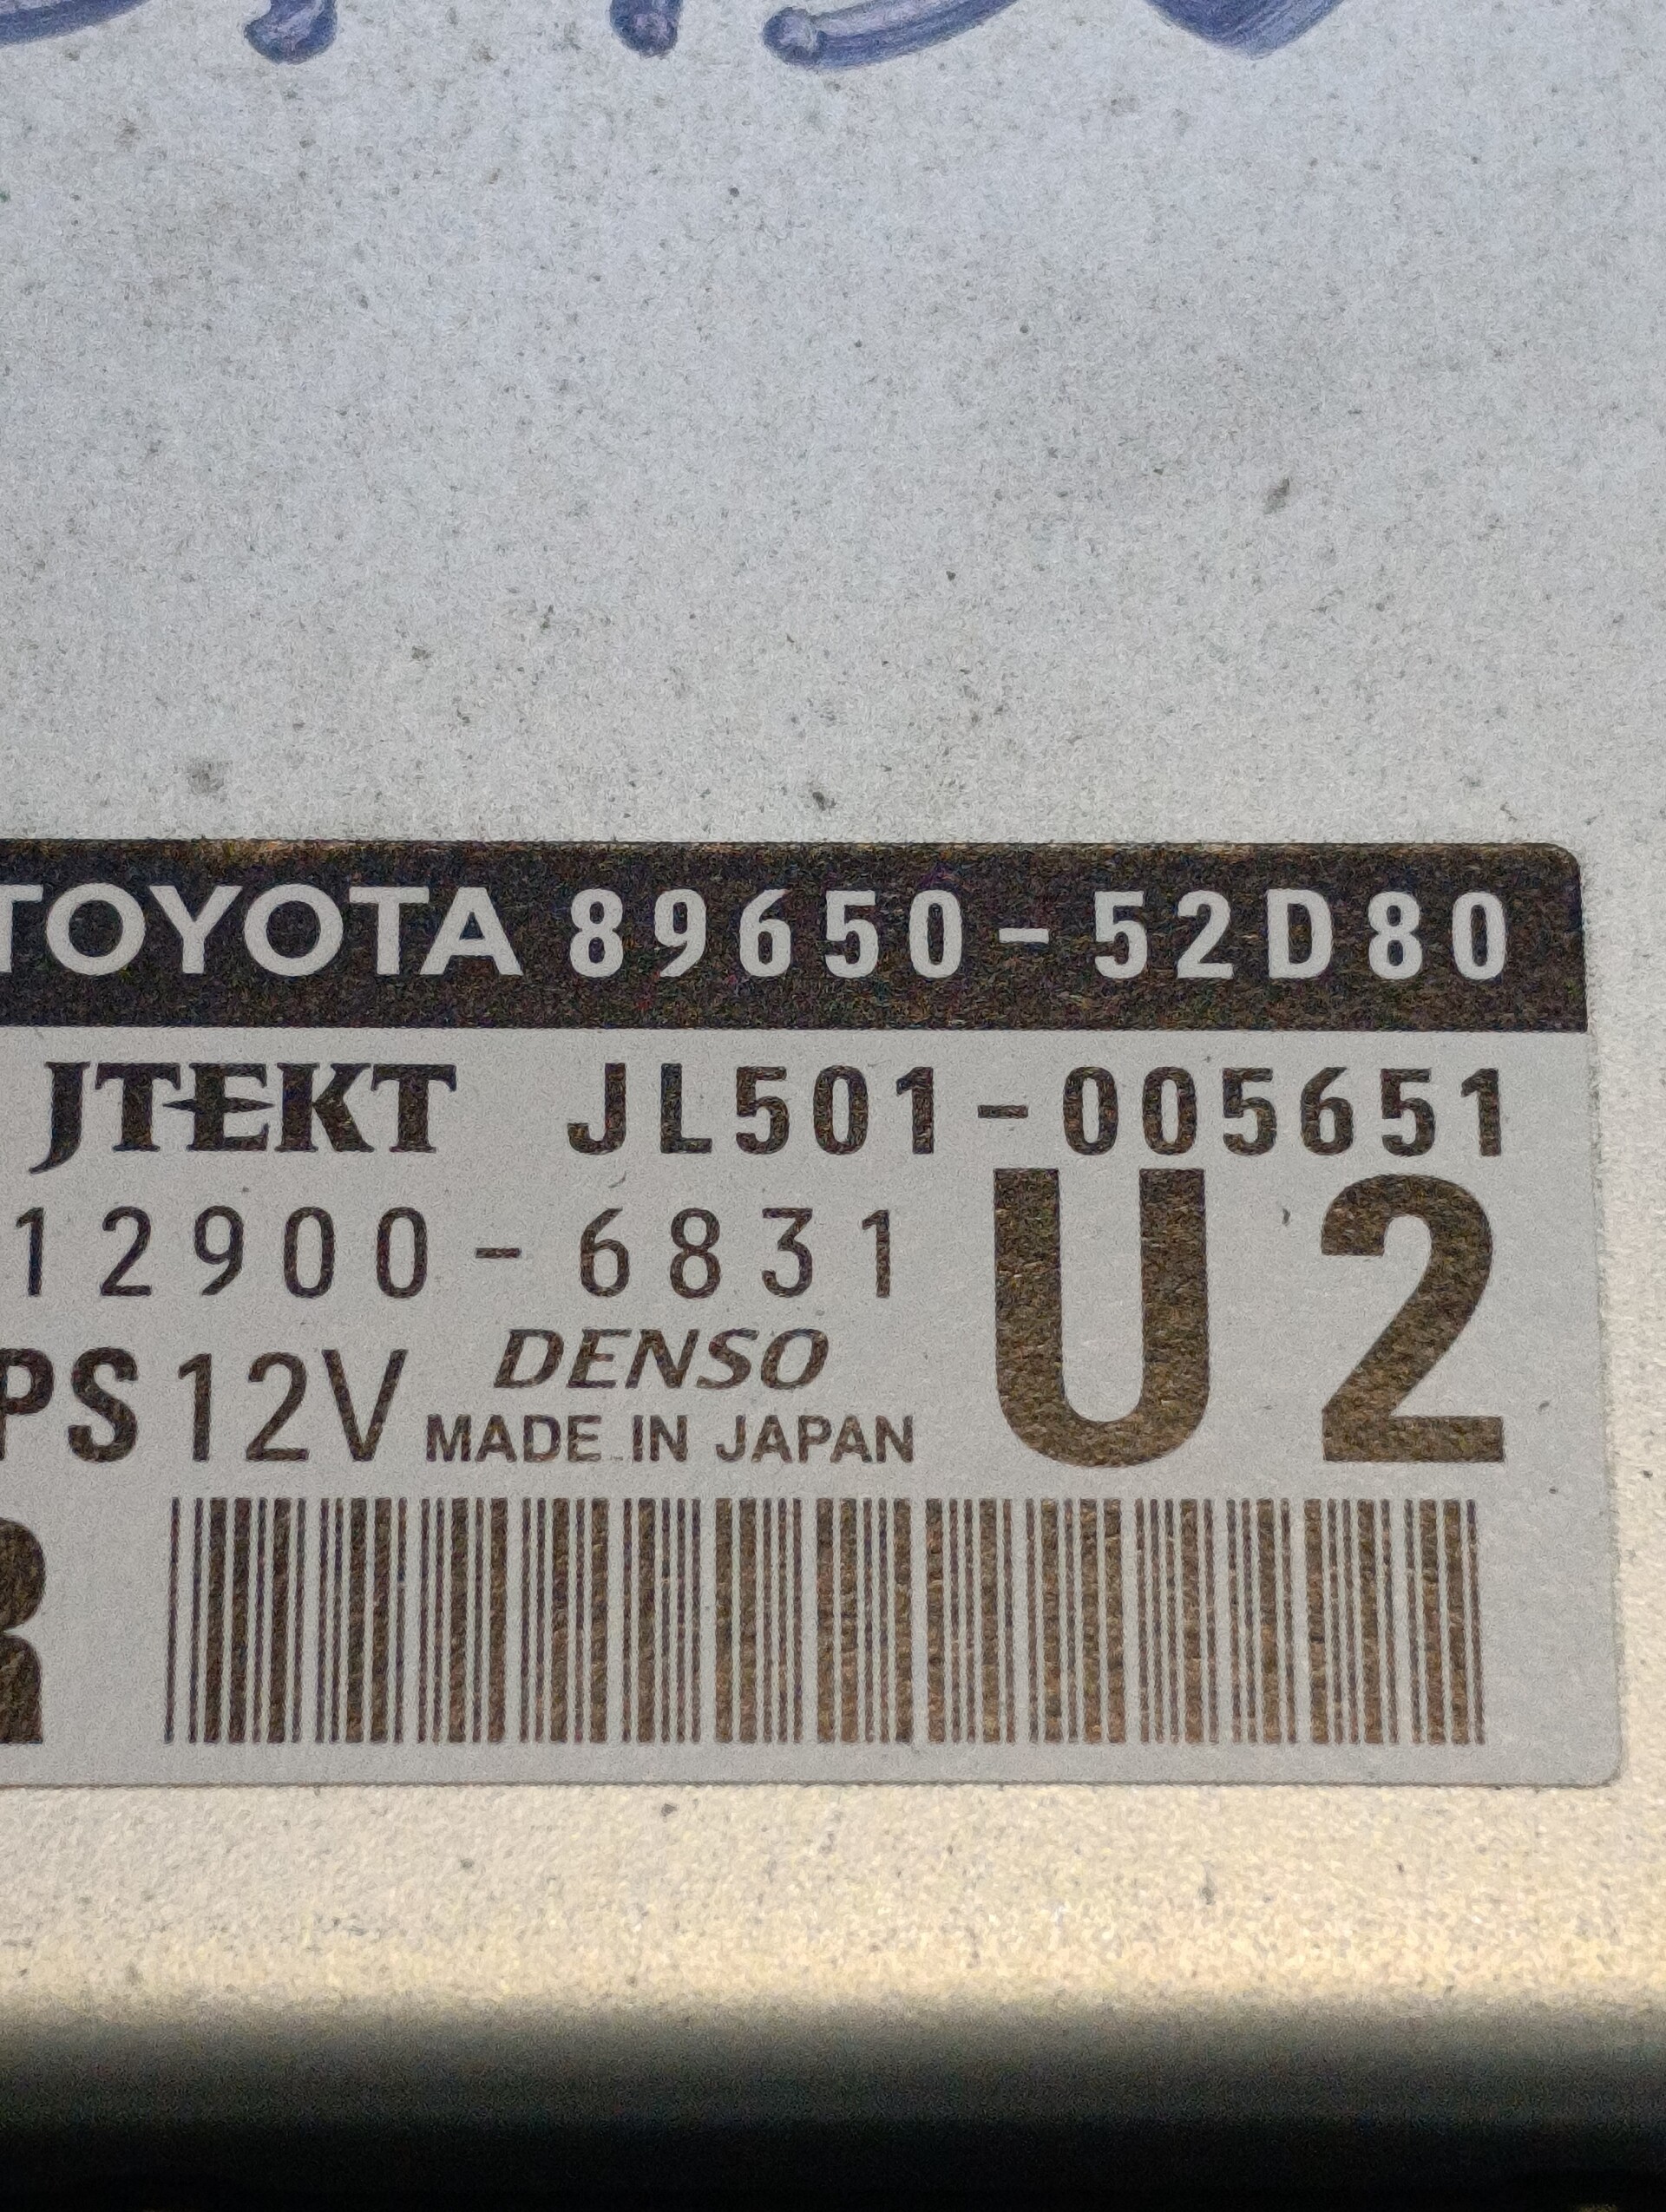 TOYOTA 89650-52D80
JTEKT JL501-005651
12900-6831
PS 12V DENSO U2
MADE IN JAPAN
R